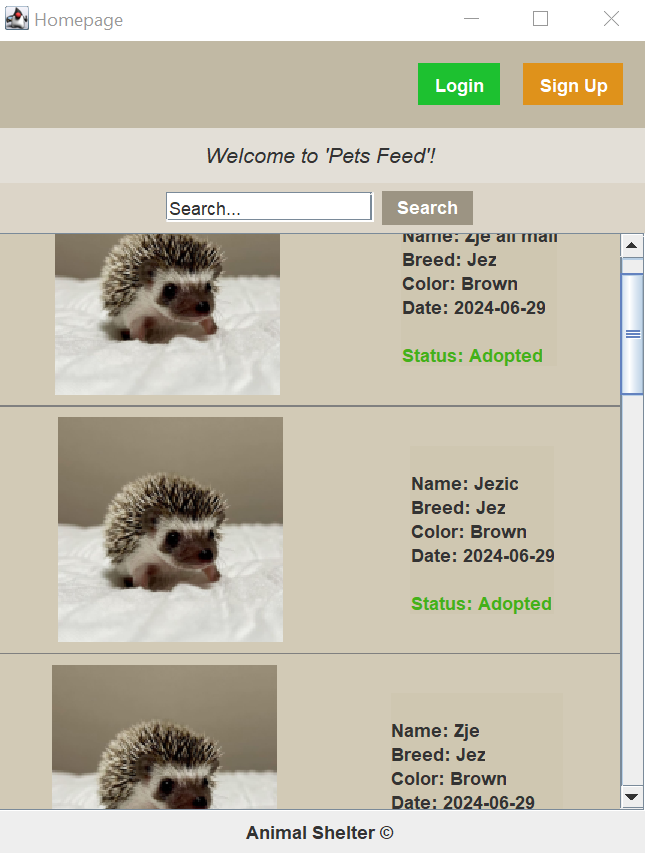 Homepage
Login
Sign Up
Welcome to 'Pets Feed'!
Search...
Search
Name: Zje all mall
Breed: Jez
Color: Brown
Date: 2024-06-29
Status: Adopted
Name: Jezic
Breed: Jez
Color: Brown
Date: 2024-06-29
Status: Adopted
Name: Zje
Breed: Jez
Color: Brown
Date: 2024-06-29
Animal Shelter ©